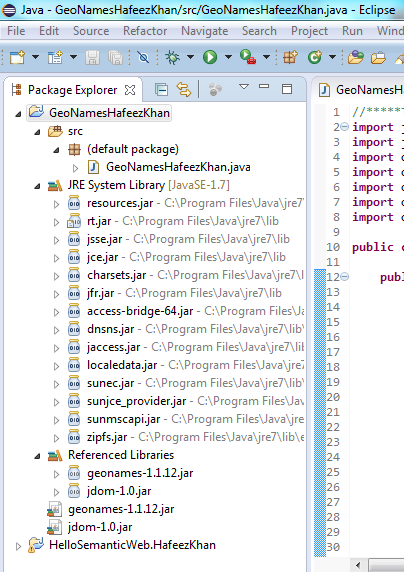 Java - GeoNamesHafeezKhan/src/GeoNamesHafeezKhan.java - Eclipse
File Edit Source Refactor Navigate Search Project Run Wind
Package Explorer
GeoNamesH
GeoNamesHafeezKhan
src
(default package)
GeoNamesHafeezKhan.java
JRE System Library [JavaSE-1.7]
resources.jar - C:\Program Files\Java\jre7\
rt.jar - C:\Program Files\Java\jre7\lib
jsse.jar - C:\Program Files\Java\jre7\lib
jce.jar - C:\Program Files\Java\jre7\lib
charsets.jar - C:\Program Files\Java\jre7\l
jfr.jar - C:\Program Files\Java\jre7\lib
access-bridge-64.jar - C:\Program Files\Jav
dnsns.jar - C:\Program Files\Java\jre7\lib\
jaccess.jar - C:\Program Files\Java\jre7\lib
localedata.jar - C:\Program Files\Java\jre7
sunec.jar - C:\Program Files\Java\jre7\lib\
sunjce_provider.jar - C:\Program Files\Java
sunmscapi.jar - C:\Program Files\Java\jre7
zipfs.jar - C:\Program Files\Java\jre7\lib\e
Referenced Libraries
geonames-1.1.12.jar
jdom-1.0.jar
geonames-1.1.12.jar
jdom-1.0.jar
HelloSemanticWeb.HafeezKhan
1 //*****
2 import j
3 import j
4 import c
5 import c
6 import c
7 import c
8 import c
9
10 public c
11
12 publ
13
14
15
16
17
18
19
20
21
22
23
24
25
26
27
28
29
30